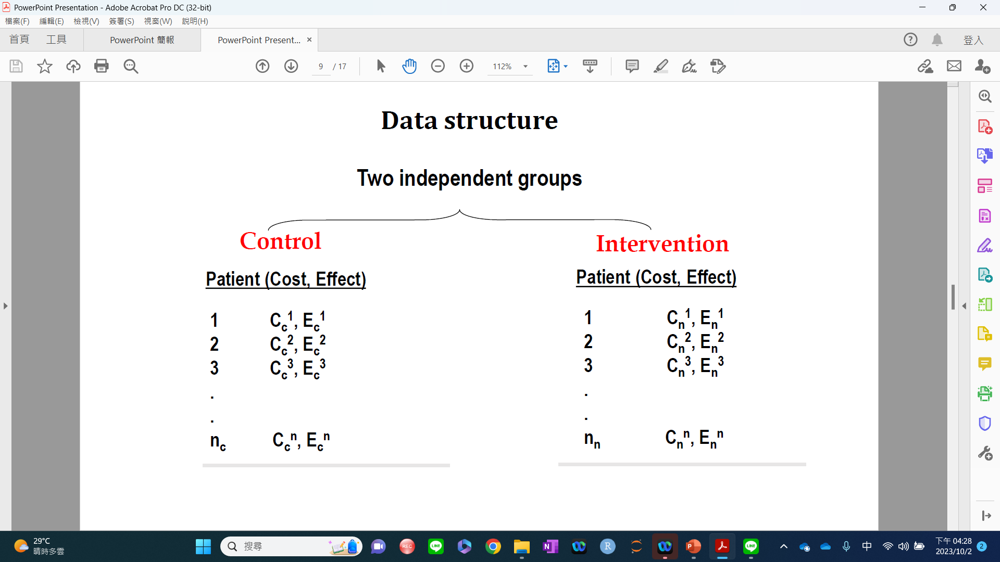 PowerPoint Presentation - Adobe Acrobat Pro DC (32-bit)
檔案(F) 編輯(E) 檢視(V) 簽署(S) 視窗(W) 說明(H)
首頁 工具 PowerPoint 簡報 PowerPoint Present... × 登入
9 / 17 112%
Data structure
Two independent groups
Control Intervention
Patient (Cost, Effect) Patient (Cost, Effect)
1 C_c^1, E_c^1 1 C_n^1, E_n^1
2 C_c^2, E_c^2 2 C_n^2, E_n^2
3 C_c^3, E_c^3 3 C_n^3, E_n^3
. .
. .
n_c C_c^n, E_c^n n_n C_n^n, E_n^n
29°C
晴時多雲
搜尋
REC
LINE
N
R
P
LINE
中
下午 04:28
2023/10/2
2